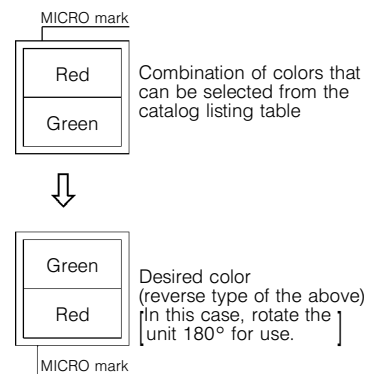 MICRO mark
Red
Green
Combination of colors that
can be selected from the
catalog listing table
Green
Red
Desired color
(reverse type of the above)
[In this case, rotate the
unit 180° for use.]
MICRO mark